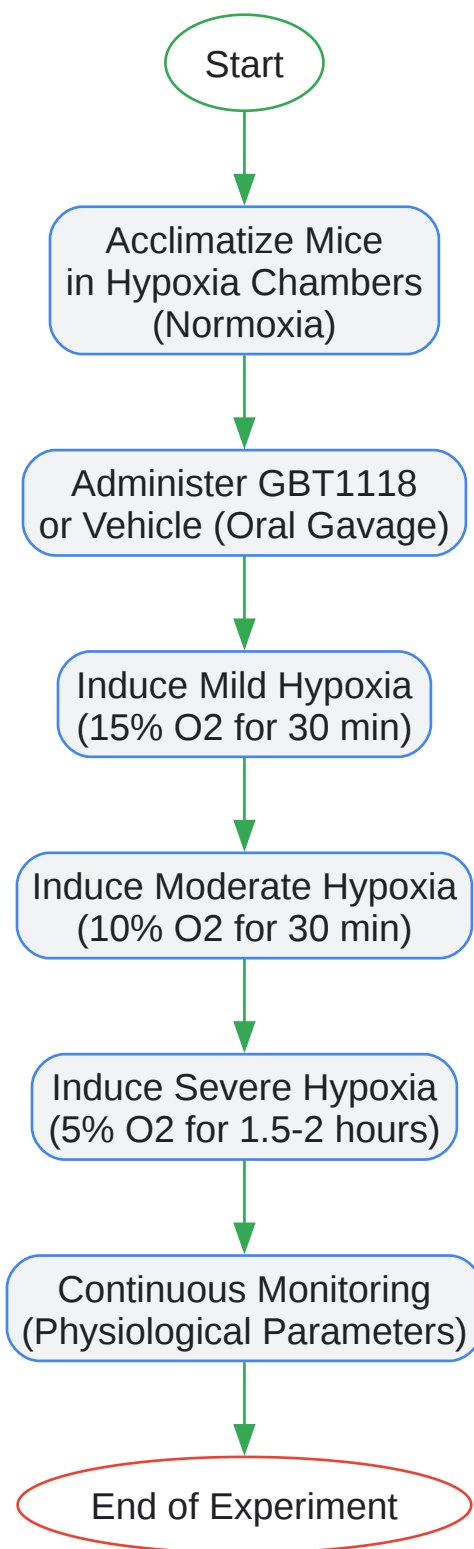 Start
Acclimatize Mice
in Hypoxia Chambers
(Normoxia)
Administer GBT1118
or Vehicle (Oral Gavage)
Induce Mild Hypoxia
(15% O2 for 30 min)
Induce Moderate Hypoxia
(10% O2 for 30 min)
Induce Severe Hypoxia
(5% O2 for 1.5-2 hours)
Continuous Monitoring
(Physiological Parameters)
End of Experiment